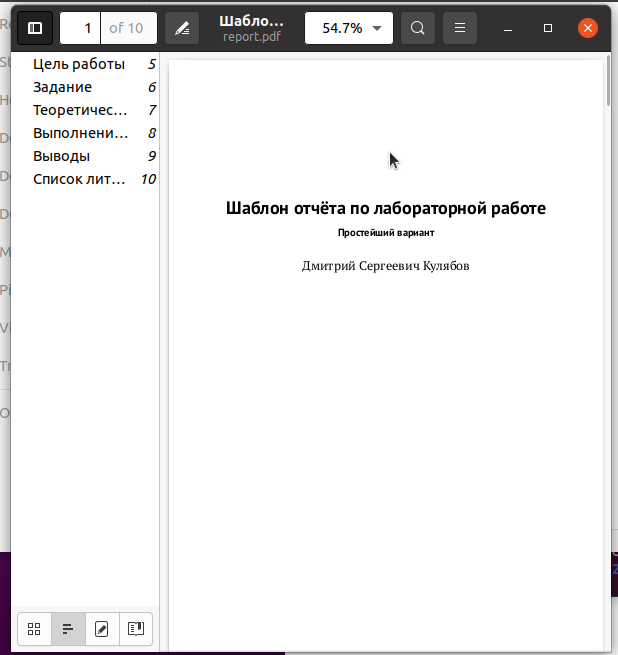 1 of 10
Шабло…
report.pdf
54.7%
Цель работы 5
Задание 6
Теоретичес… 7
Выполнени… 8
Выводы 9
Список лит… 10
Шаблон отчёта по лабораторной работе
Простейший вариант
Дмитрий Сергеевич Кулябов